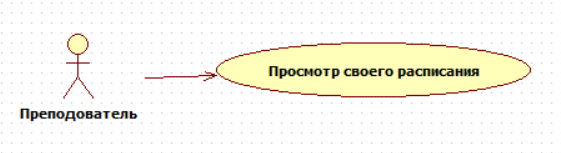 Просмотр своего расписания
Преподователь